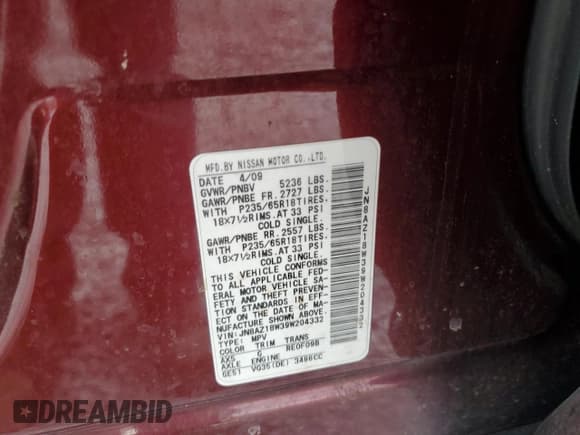 MFD.BY NISSAN MOTOR CO.,LTD.
DATE 4/09
GVWR/PNBV 5236 LBS.
GAWR/PNBE FR. 2727 LBS.
WITH P235/65R18TIRES.
18X7½RIMS.AT 33 PSI
COLD SINGLE.
GAWR/PNBE RR. 2557 LBS.
WITH P235/65R18TIRES.
18X7½RIMS.AT 33 PSI
COLD SINGLE.
THIS VEHICLE CONFORMS
TO ALL APPLICABLE FED-
ERAL MOTOR VEHICLE SA-
FETY AND THEFT PREVEN-
TION STANDARDS IN EFF-
ECT ON THE DATE OF MA-
NUFACTURE SHOWN ABOVE.
VIN: JN8AZ18W39W204332
TYPE: MPV
COLOR TRIM TRANS
AX5 G RE0F09B
AXLE ENGINE
GE51 VQ35(DE) 3498CC
JN8AZ18W39W204332
DREAMBID